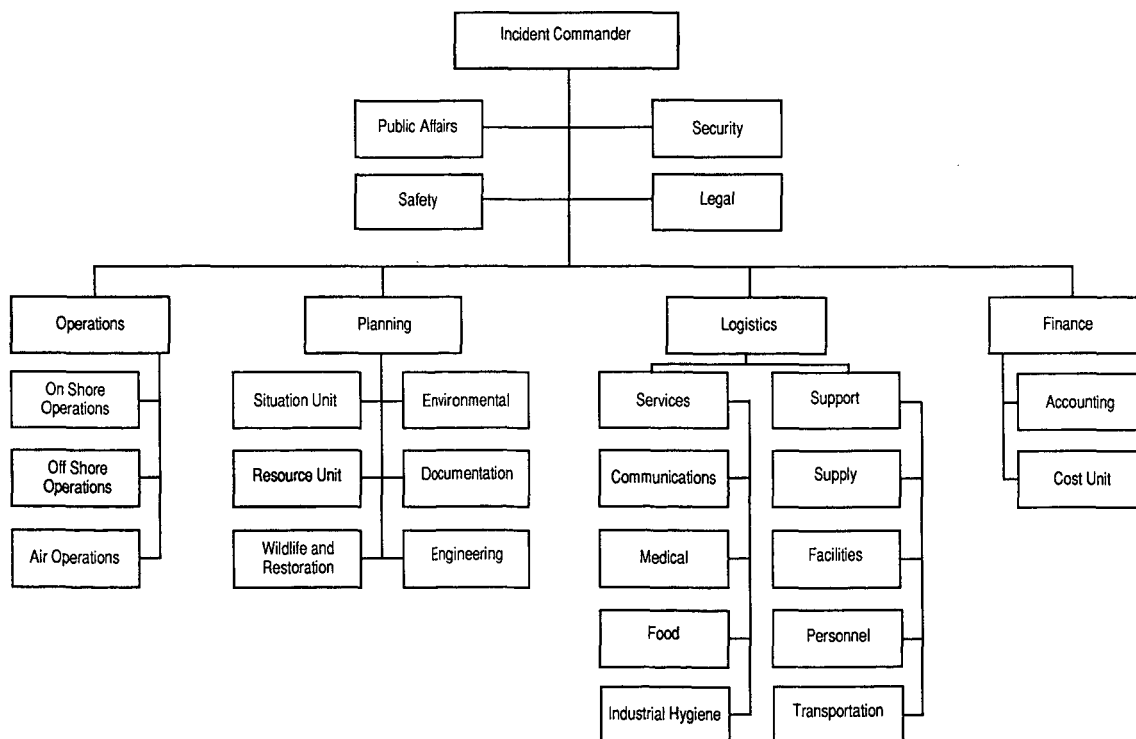 Incident Commander
Public Affairs
Security
Safety
Legal
Operations
Planning
Logistics
Finance
On Shore
Operations
Situation Unit
Environmental
Services
Support
Accounting
Off Shore
Operations
Resource Unit
Documentation
Communications
Supply
Cost Unit
Air Operations
Wildlife and
Restoration
Engineering
Medical
Facilities
Food
Personnel
Industrial Hygiene
Transportation